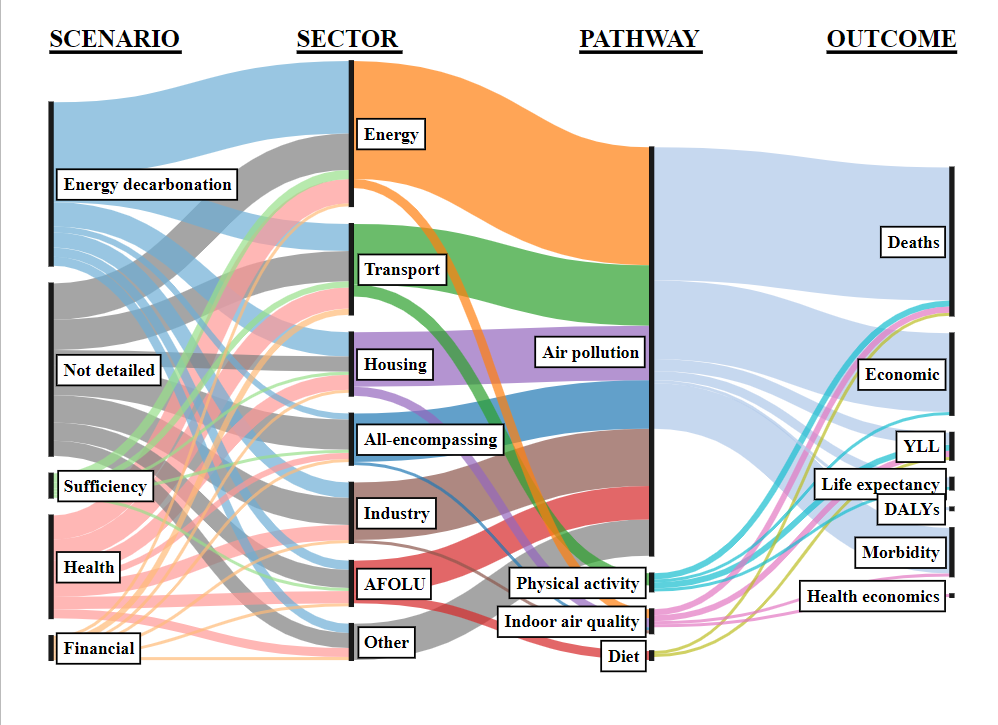 SCENARIO
SECTOR
PATHWAY
OUTCOME
Energy decarbonation
Not detailed
Sufficiency
Health
Financial
Energy
Transport
Housing
All-encompassing
Industry
AFOLU
Other
Air pollution
Physical activity
Indoor air quality
Diet
Deaths
Economic
YLL
Life expectancy
DALYs
Morbidity
Health economics